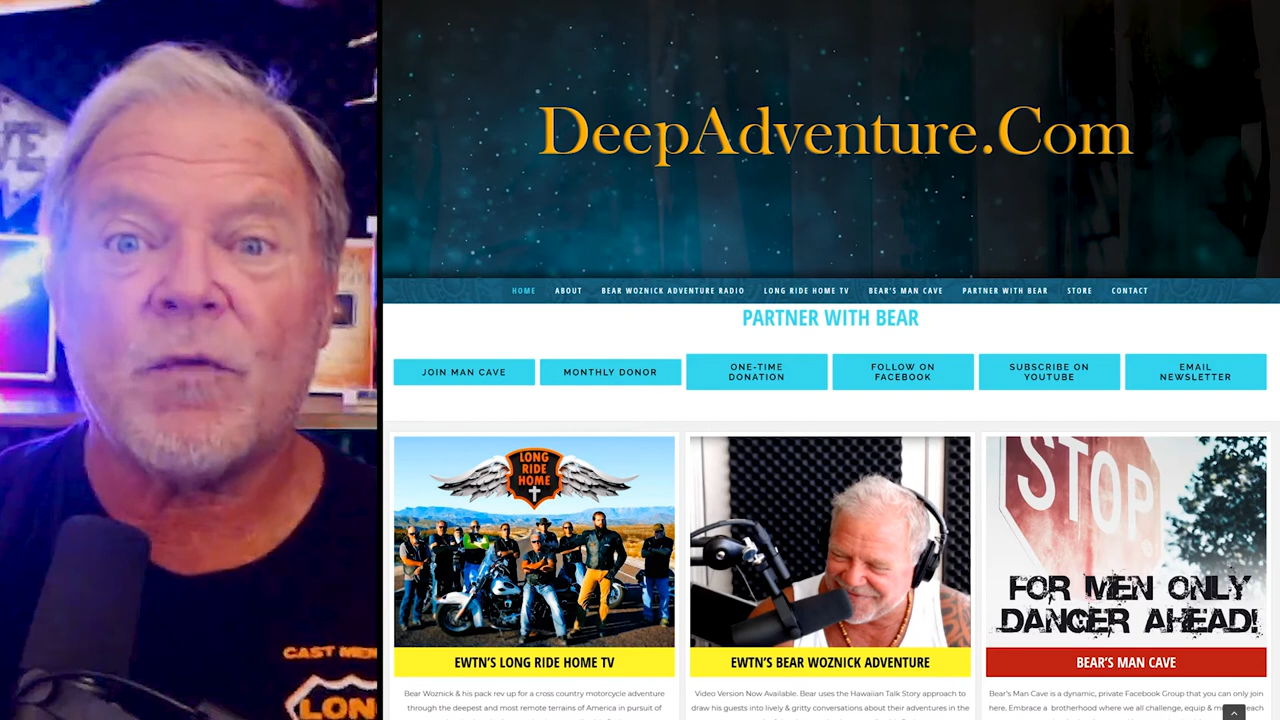 VE
CAST MEM
LON
DeepAdventure.Com
HOME ABOUT BEAR WOZNICK ADVENTURE RADIO LONG RIDE HOME TV BEAR'S MAN CAVE PARTNER WITH BEAR STORE CONTACT
PARTNER WITH BEAR
JOIN MAN CAVE
MONTHLY DONOR
ONE-TIME
DONATION
FOLLOW ON
FACEBOOK
SUBSCRIBE ON
YOUTUBE
EMAIL
NEWSLETTER
LONG
RIDE
HOME
EWTN'S LONG RIDE HOME TV
Bear Woznick & his pack rev up for a cross country motorcycle adventure
through the deepest and most remote terrains of America in pursuit of
EWTN'S BEAR WOZNICK ADVENTURE
Video Version Now Available. Bear uses the Hawaiian Talk Story approach to
draw his guests into lively & gritty conversations about their adventures in the
STOP
FOR MEN ONLY
DANGER AHEAD!
BEAR'S MAN CAVE
Bear's Man Cave is a dynamic, private Facebook Group that you can only join
here. Embrace a brotherhood where we all challenge, equip &